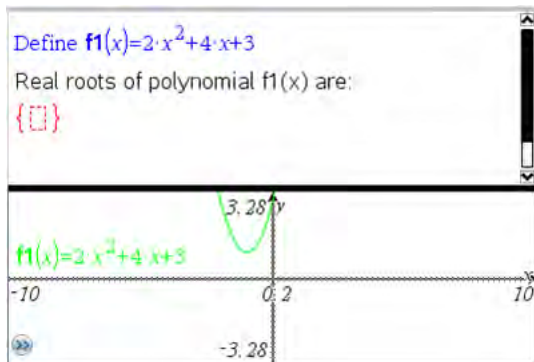 Define f1(x)=2·x²+4·x+3
Real roots of polynomial f1(x) are:
{▯}
3.28 y
f1(x)=2·x²+4·x+3
-10 0.2 x 10
-3.28